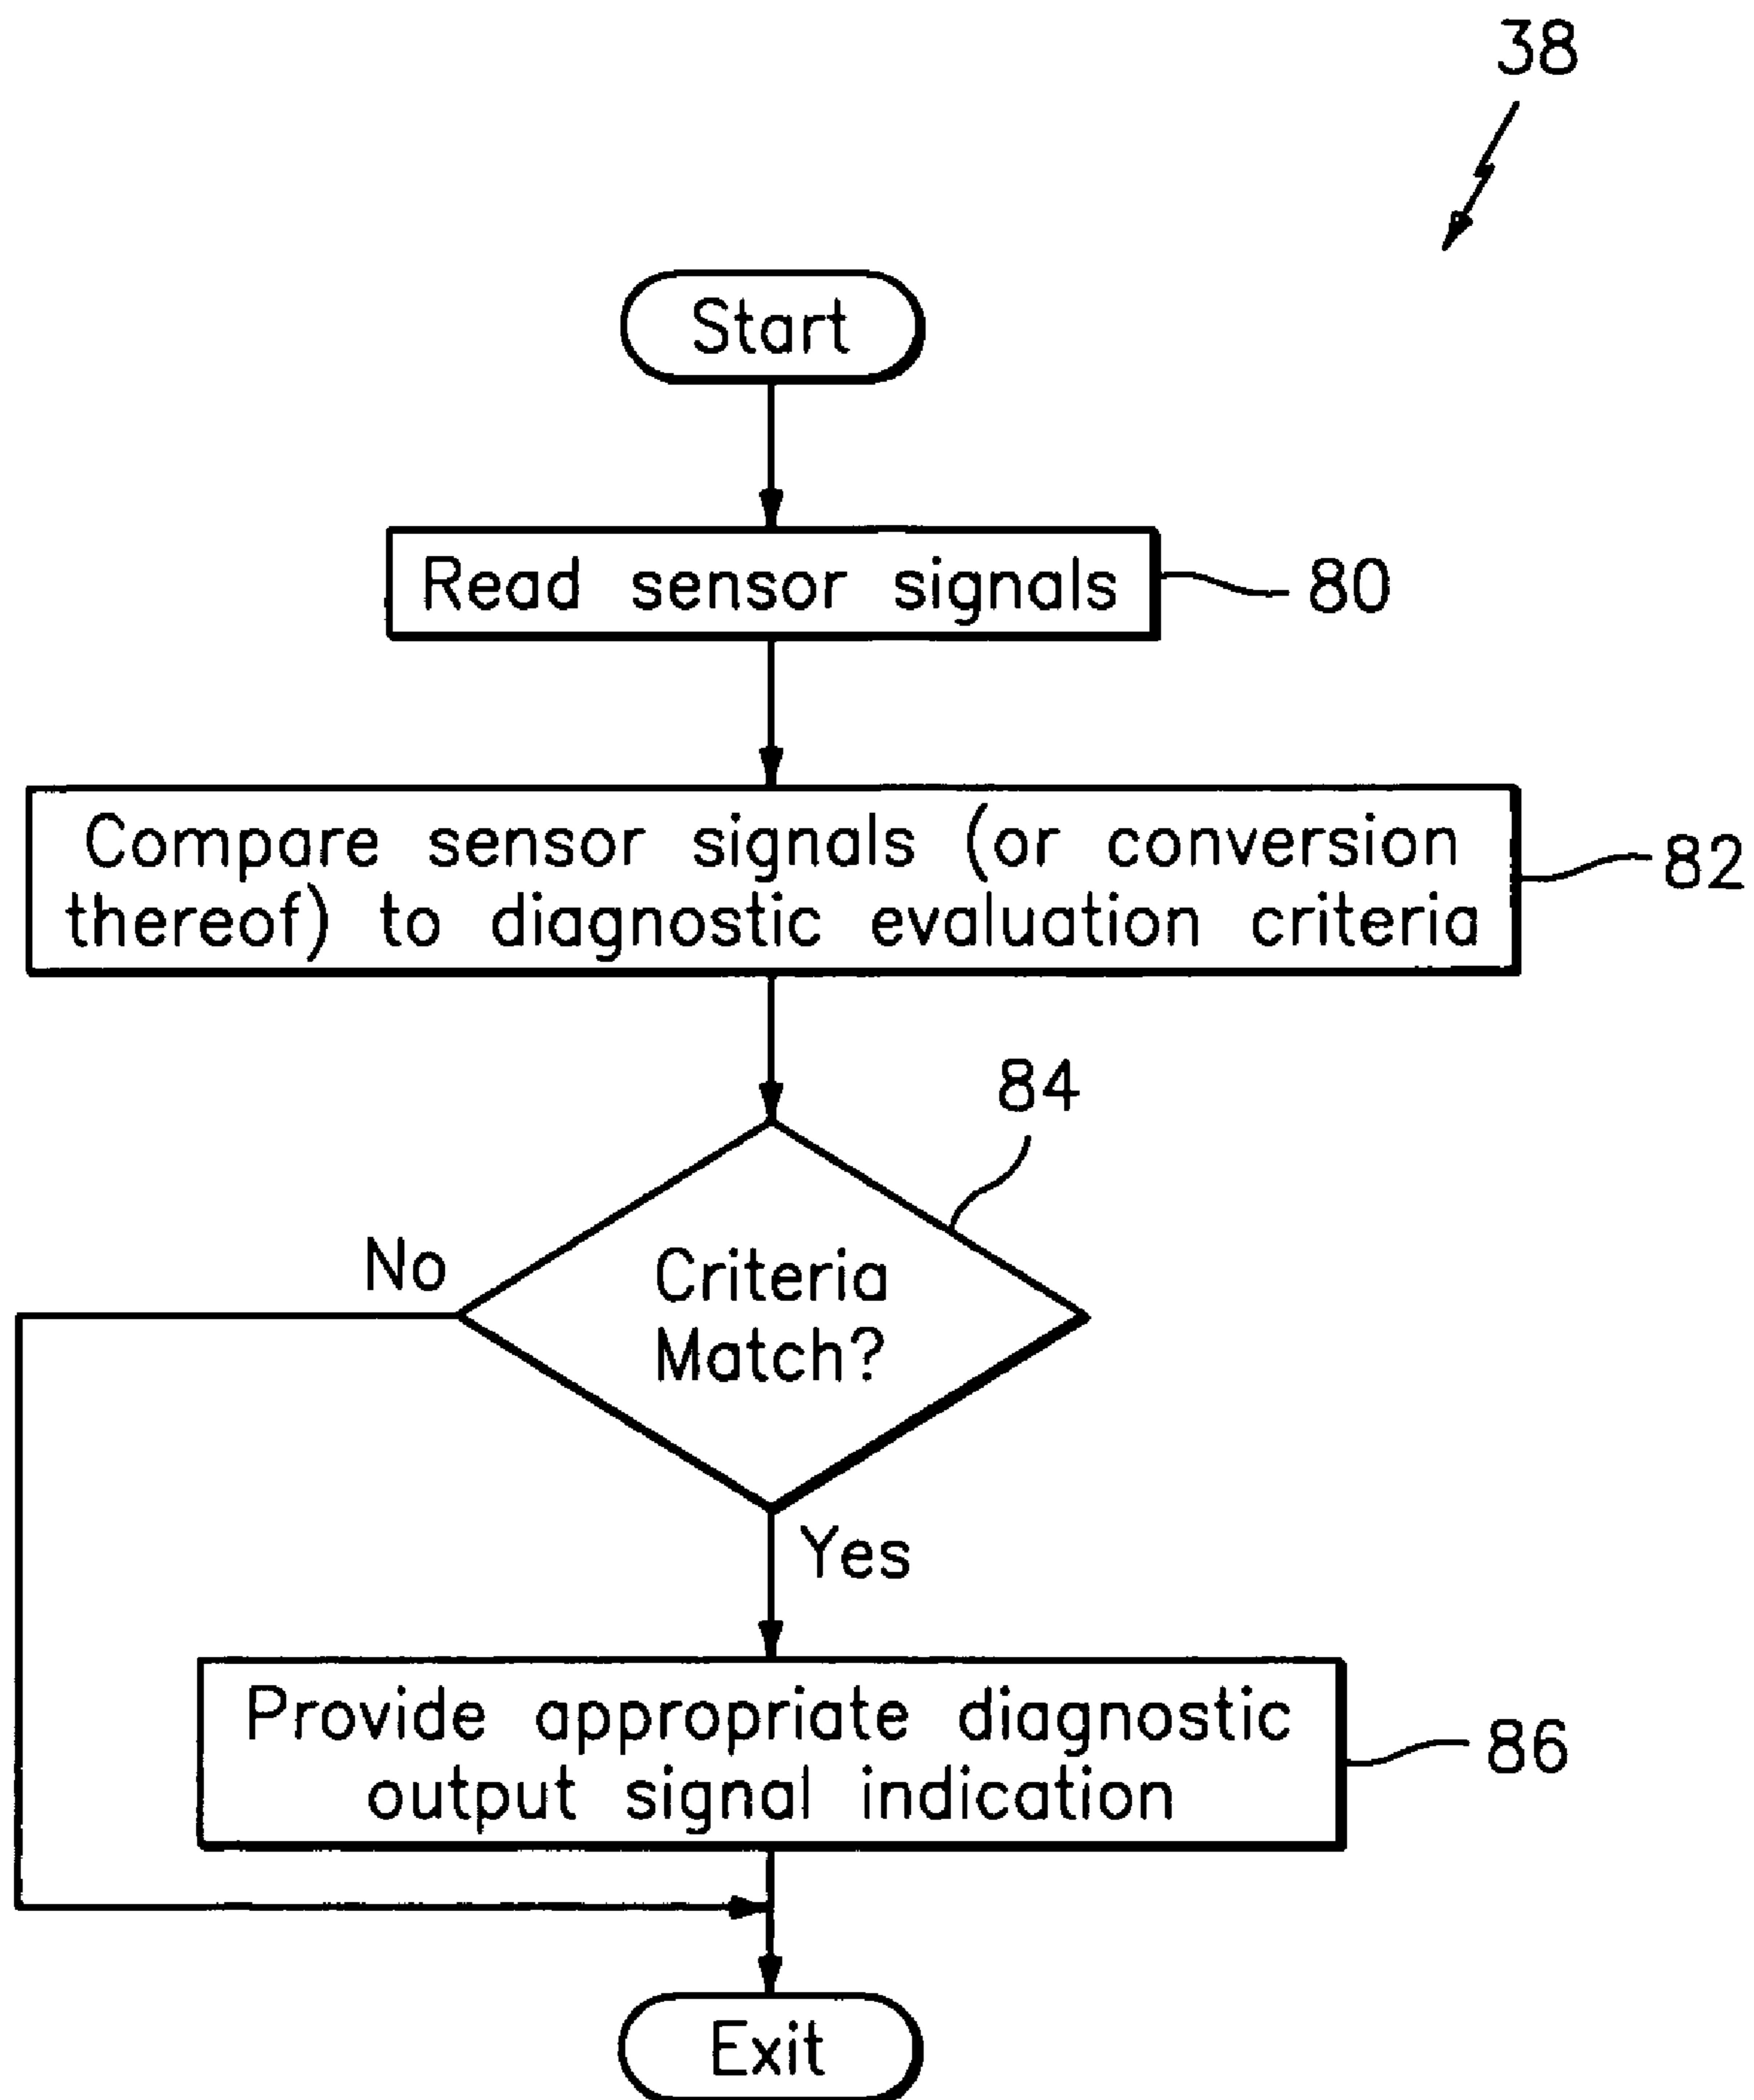 38
Start
Read sensor signals
80
Compare sensor signals (or conversion
thereof) to diagnostic evaluation criteria
82
84
No
Criteria
Match?
Yes
Provide appropriate diagnostic
output signal indication
86
Exit